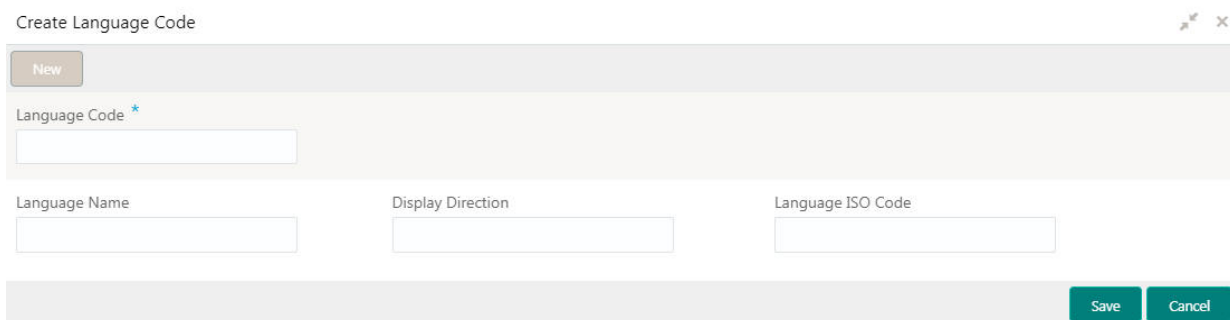 Create Language Code
New
Language Code *
Language Name Display Direction Language ISO Code
Save Cancel